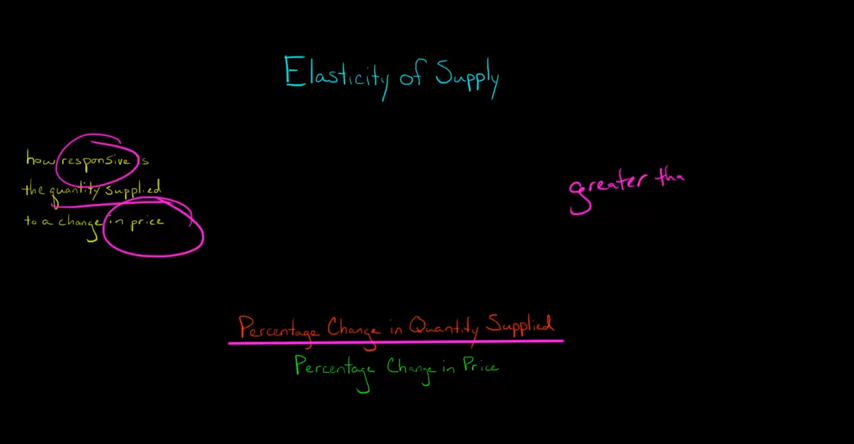 Elasticity of Supply
how responsive is
the quantity supplied
to a change in price
greater tha
Percentage Change in Quantity Supplied
Percentage Change in Price